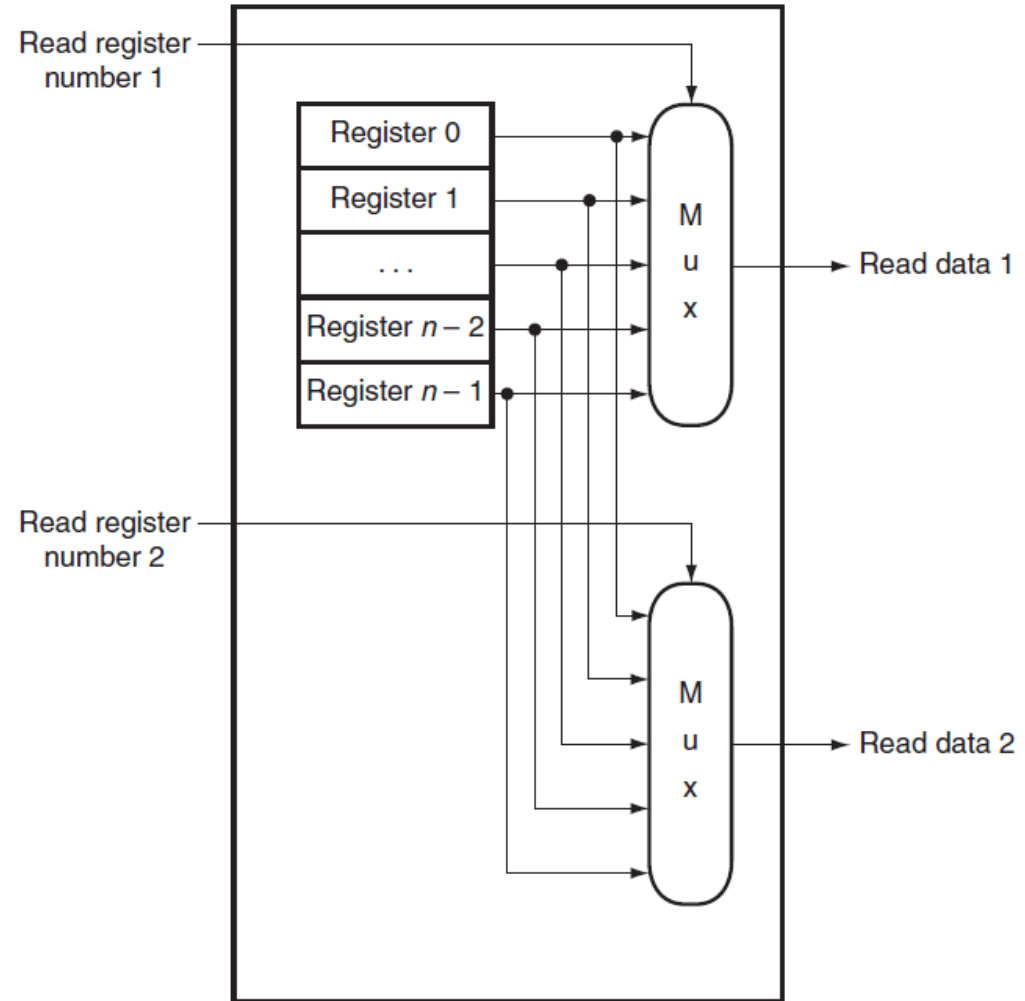 Read register
number 1
Register 0
Register 1
. . .
Register n – 2
Register n – 1
M
u
x
Read data 1
Read register
number 2
M
u
x
Read data 2